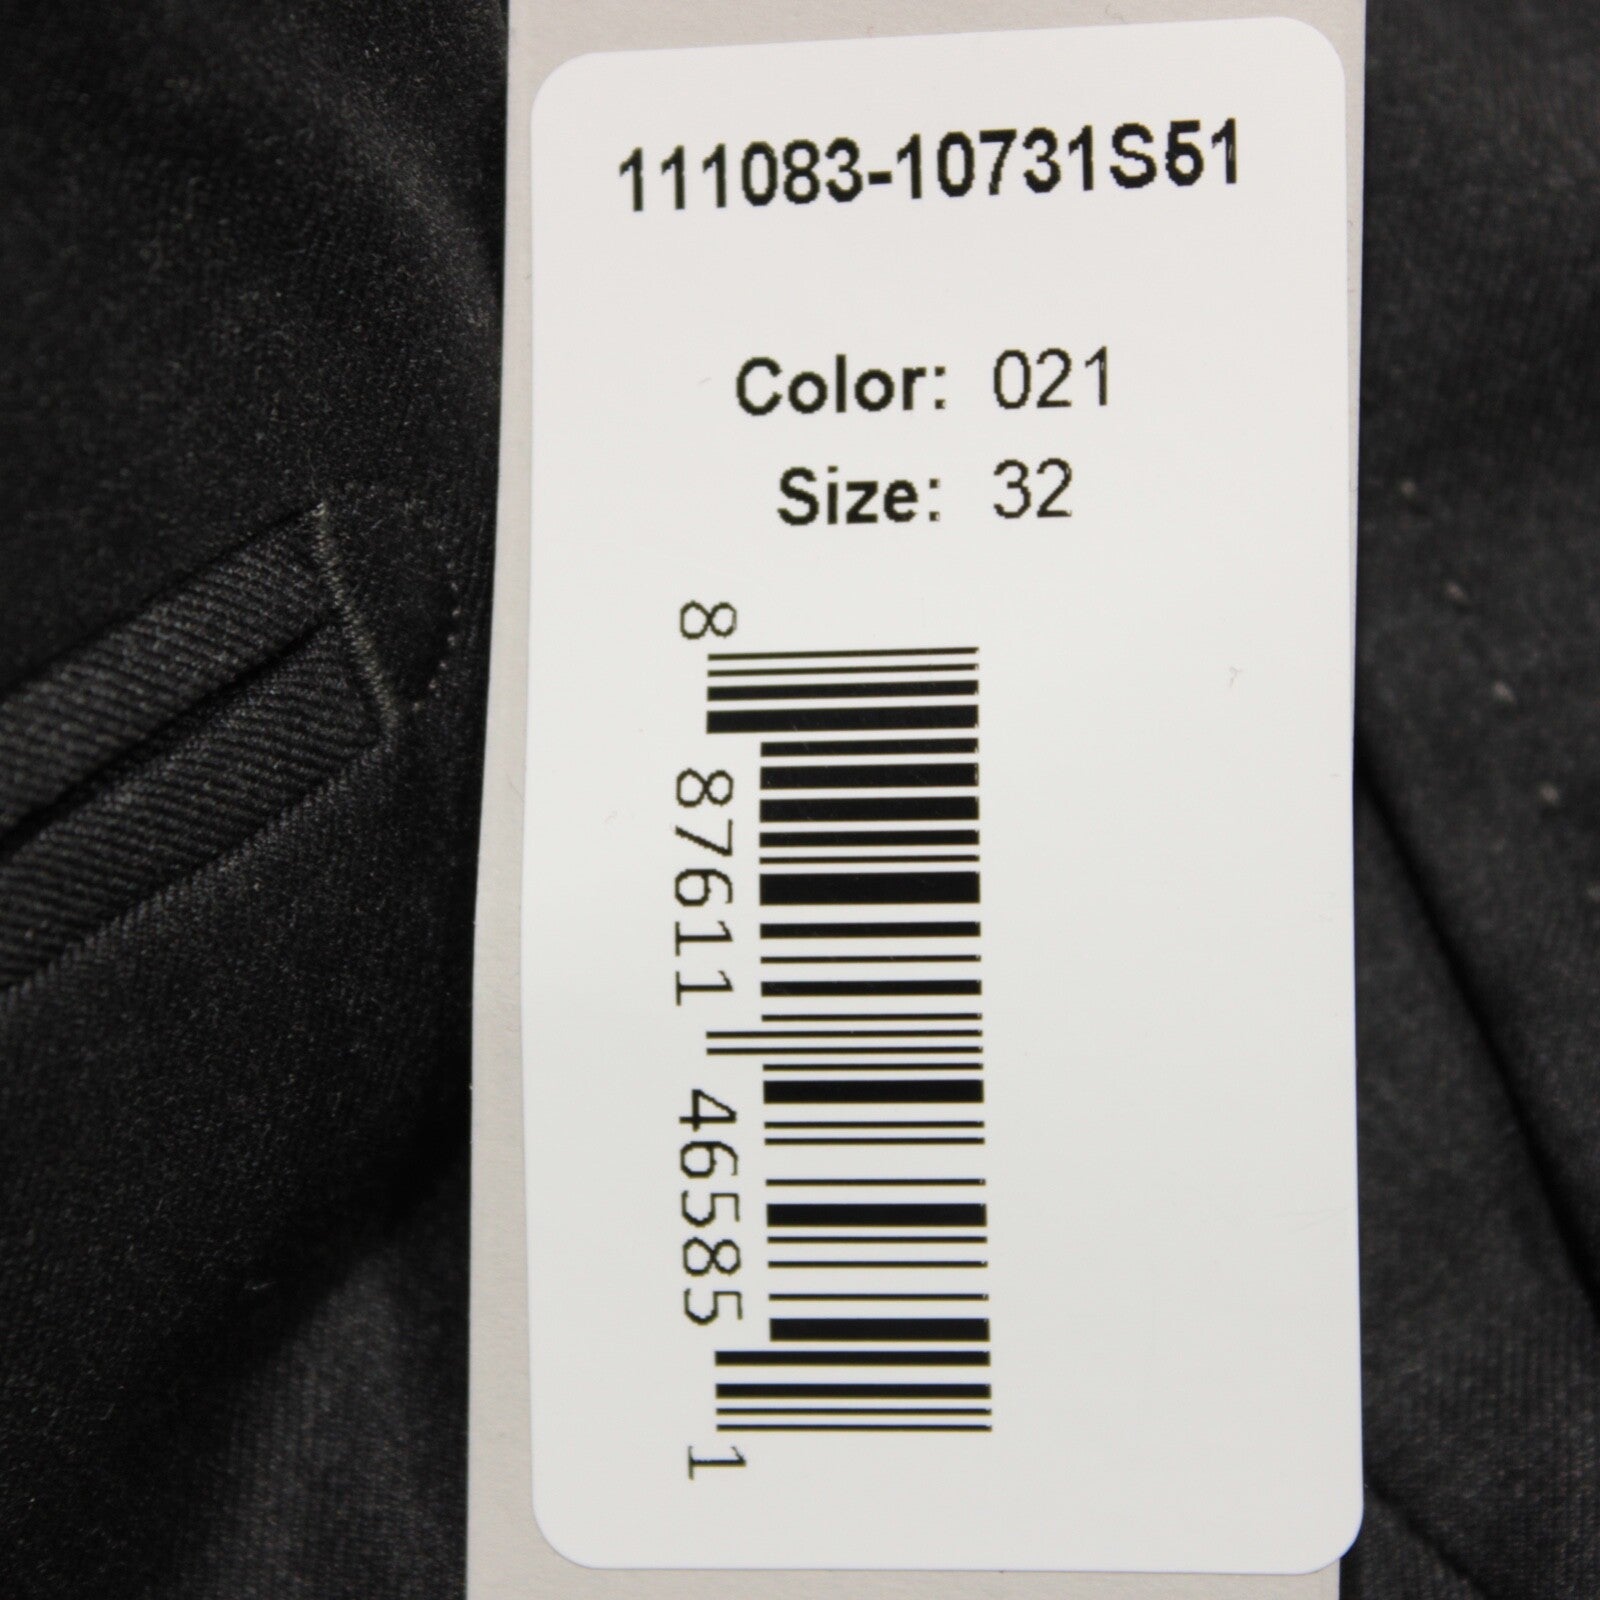 111083-10731S51
Color: 021
Size: 32
8 87611 46585 1